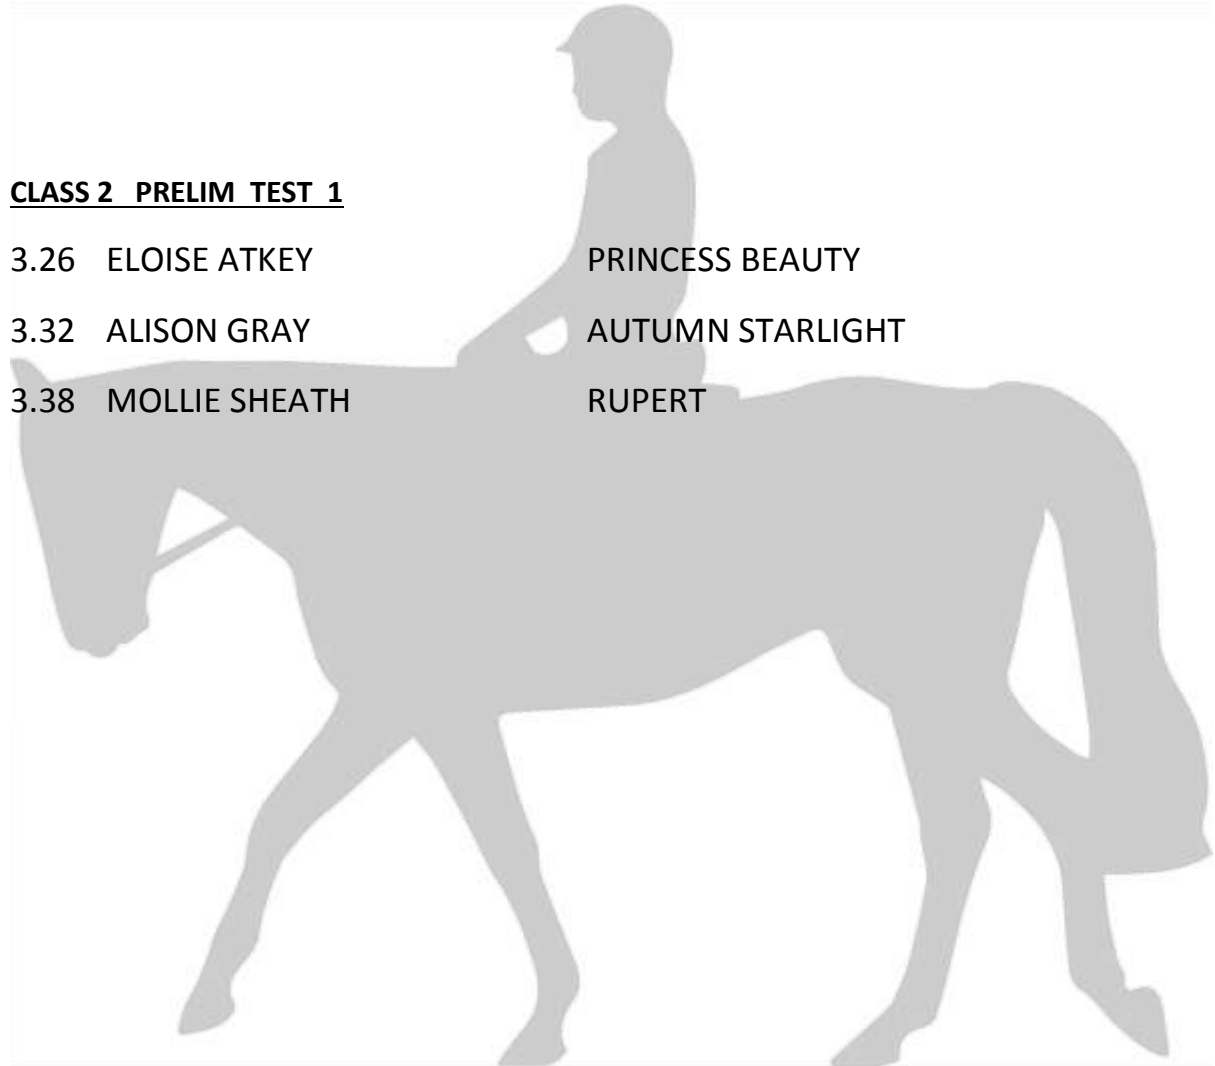 CLASS 2 PRELIM TEST 1
3.26 ELOISE ATKEY PRINCESS BEAUTY
3.32 ALISON GRAY AUTUMN STARLIGHT
3.38 MOLLIE SHEATH RUPERT